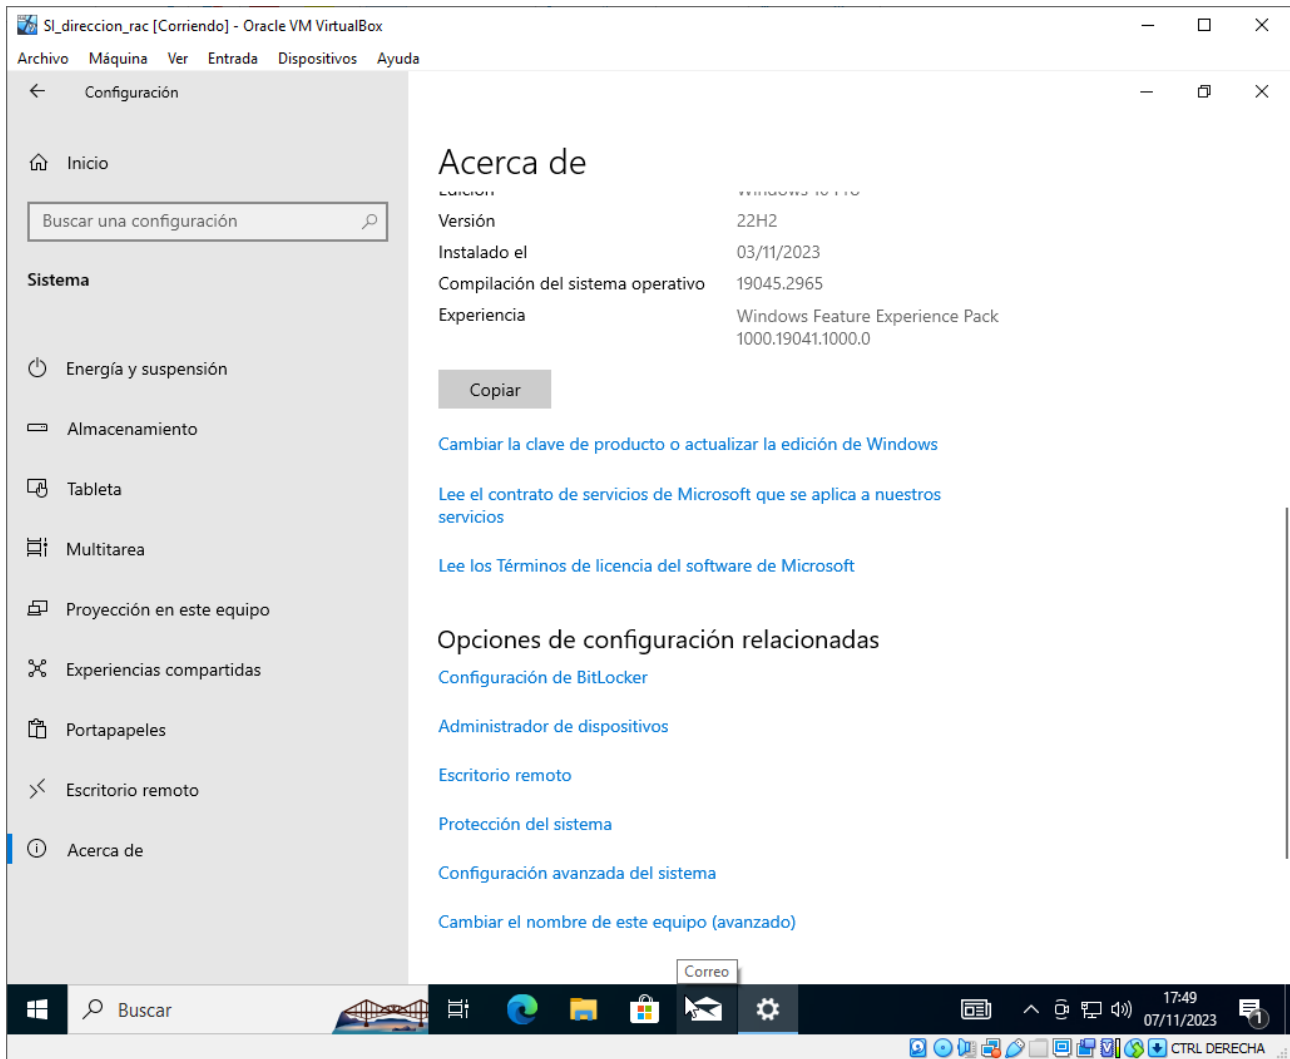 SI_direccion_rac [Corriendo] - Oracle VM VirtualBox
Archivo Máquina Ver Entrada Dispositivos Ayuda
Configuración
Inicio
Buscar una configuración
Sistema
Energía y suspensión
Almacenamiento
Tableta
Multitarea
Proyección en este equipo
Experiencias compartidas
Portapapeles
Escritorio remoto
Acerca de
Acerca de
Edición Windows 10 Pro
Versión 22H2
Instalado el 03/11/2023
Compilación del sistema operativo 19045.2965
Experiencia Windows Feature Experience Pack
1000.19041.1000.0
Copiar
Cambiar la clave de producto o actualizar la edición de Windows
Lee el contrato de servicios de Microsoft que se aplica a nuestros
servicios
Lee los Términos de licencia del software de Microsoft
Opciones de configuración relacionadas
Configuración de BitLocker
Administrador de dispositivos
Escritorio remoto
Protección del sistema
Configuración avanzada del sistema
Cambiar el nombre de este equipo (avanzado)
Correo
Buscar
17:49
07/11/2023
1
CTRL DERECHA